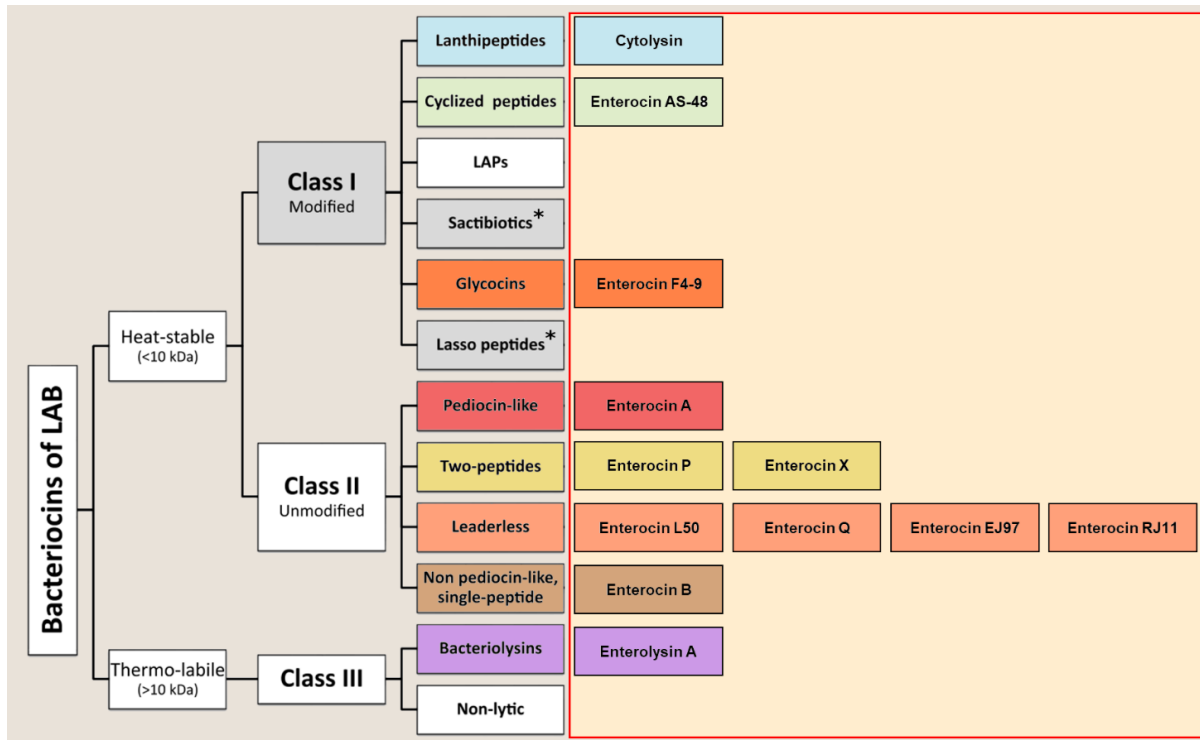 Bacteriocins of LAB
Heat-stable
(<10 kDa)
Thermo-labile
(>10 kDa)
Class I
Modified
Class II
Unmodified
Class III
Lanthipeptides
Cytolysin
Cyclized peptides
Enterocin AS-48
LAPs
Sactibiotics*
Glycocins
Enterocin F4-9
Lasso peptides*
Pediocin-like
Enterocin A
Two-peptides
Enterocin P
Enterocin X
Leaderless
Enterocin L50
Enterocin Q
Enterocin EJ97
Enterocin RJ11
Non pediocin-like,
single-peptide
Enterocin B
Bacteriolysins
Enterolysin A
Non-lytic